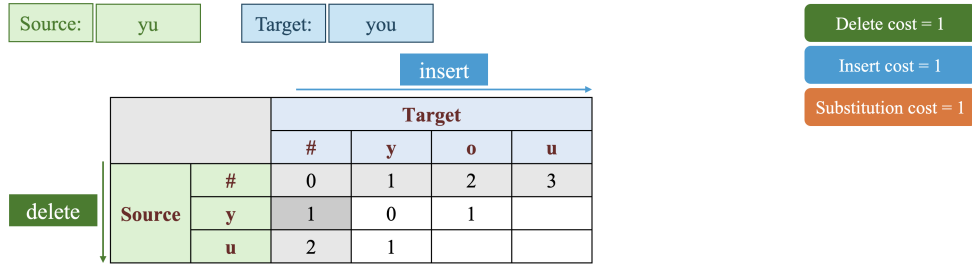 Source: yu Target: you Delete cost = 1
insert Insert cost = 1
Substitution cost = 1
Target
# y o u
# 0 1 2 3
delete Source y 1 0 1
u 2 1